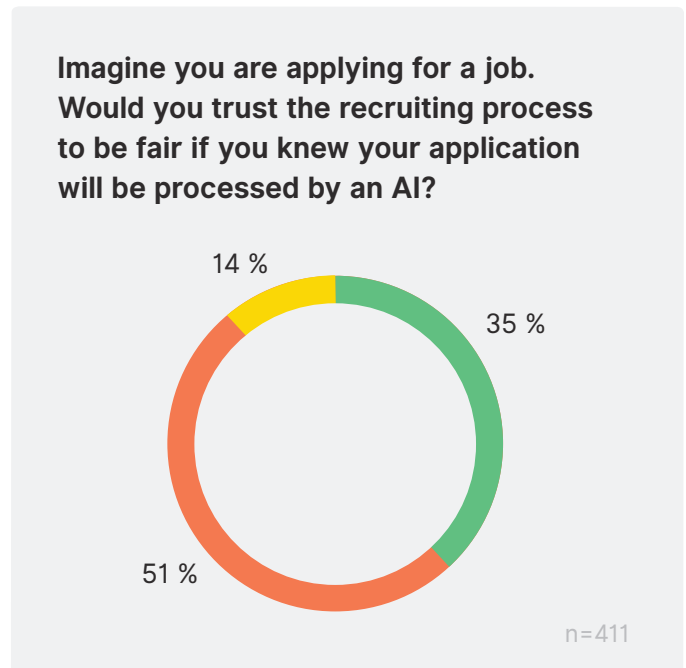 Imagine you are applying for a job.
Would you trust the recruiting process
to be fair if you knew your application
will be processed by an AI?
14 %
35 %
51 %
n=411